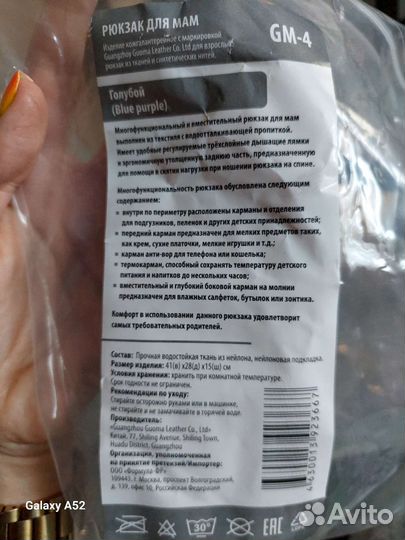 РЮКЗАК ДЛЯ МАМ
GM-4
Изделие кожгалантерейное с маркировкой
Guangzhou Guoma Leather Co. Ltd для взрослых:
рюкзак из тканей и синтетических нитей.
Голубой
(Blue purple)
Многофункциональный и вместительный рюкзак для мам
выполнен из текстиля с водоотталкивающей пропиткой.
Имеет удобные регулируемые трёхслойные дышащие лямки
и эргономичную утолщенную заднюю часть, предназначенную
для помощи в снятия нагрузки при ношении рюкзака на спине.
Многофункциональность рюкзака обусловлена следующим
содержанием:
• внутри по периметру расположены карманы и отделения
для подгузников, пеленок и других детских принадлежностей;
• передний карман предназначен для мелких предметов таких,
как крем, сухие платочки, мелкие игрушки и т.д.;
• карман анти-вор для телефона или кошелька;
• термокарман, способный сохранять температуру детского
питания и напитков до нескольких часов;
• вместительный и глубокий боковой карман на молнии
предназначен для влажных салфеток, бутылок или зонтика.
Комфорт в использовании данного рюкзака удовлетворит
самых требовательных родителей.
Состав: Прочная водостойкая ткань из нейлона, нейлоновая подкладка.
Размер изделия: 41(в) х28(д) х15(ш) см
Условия хранения: хранить при комнатной температуре.
Срок годности не ограничен.
Рекомендации по уходу:
Стирайте осторожно руками или в машинке,
не стирайте и не замачивайте в горячей воде.
Изготовитель:
«Guangzhou Guoma Leather Co., Ltd»
Китай, 77, Shiling Avenue, Shiling Town,
Huadu District, Guangzhou
Организация, уполномоченная
на принятие претензий/Импортер:
ООО «Формула ФР»
109443, Г. Москва, проспект Волгоградский,
д. 139, офис 10, Российская Федерация
4630013923667
30°
EAC
Galaxy A52
Avito